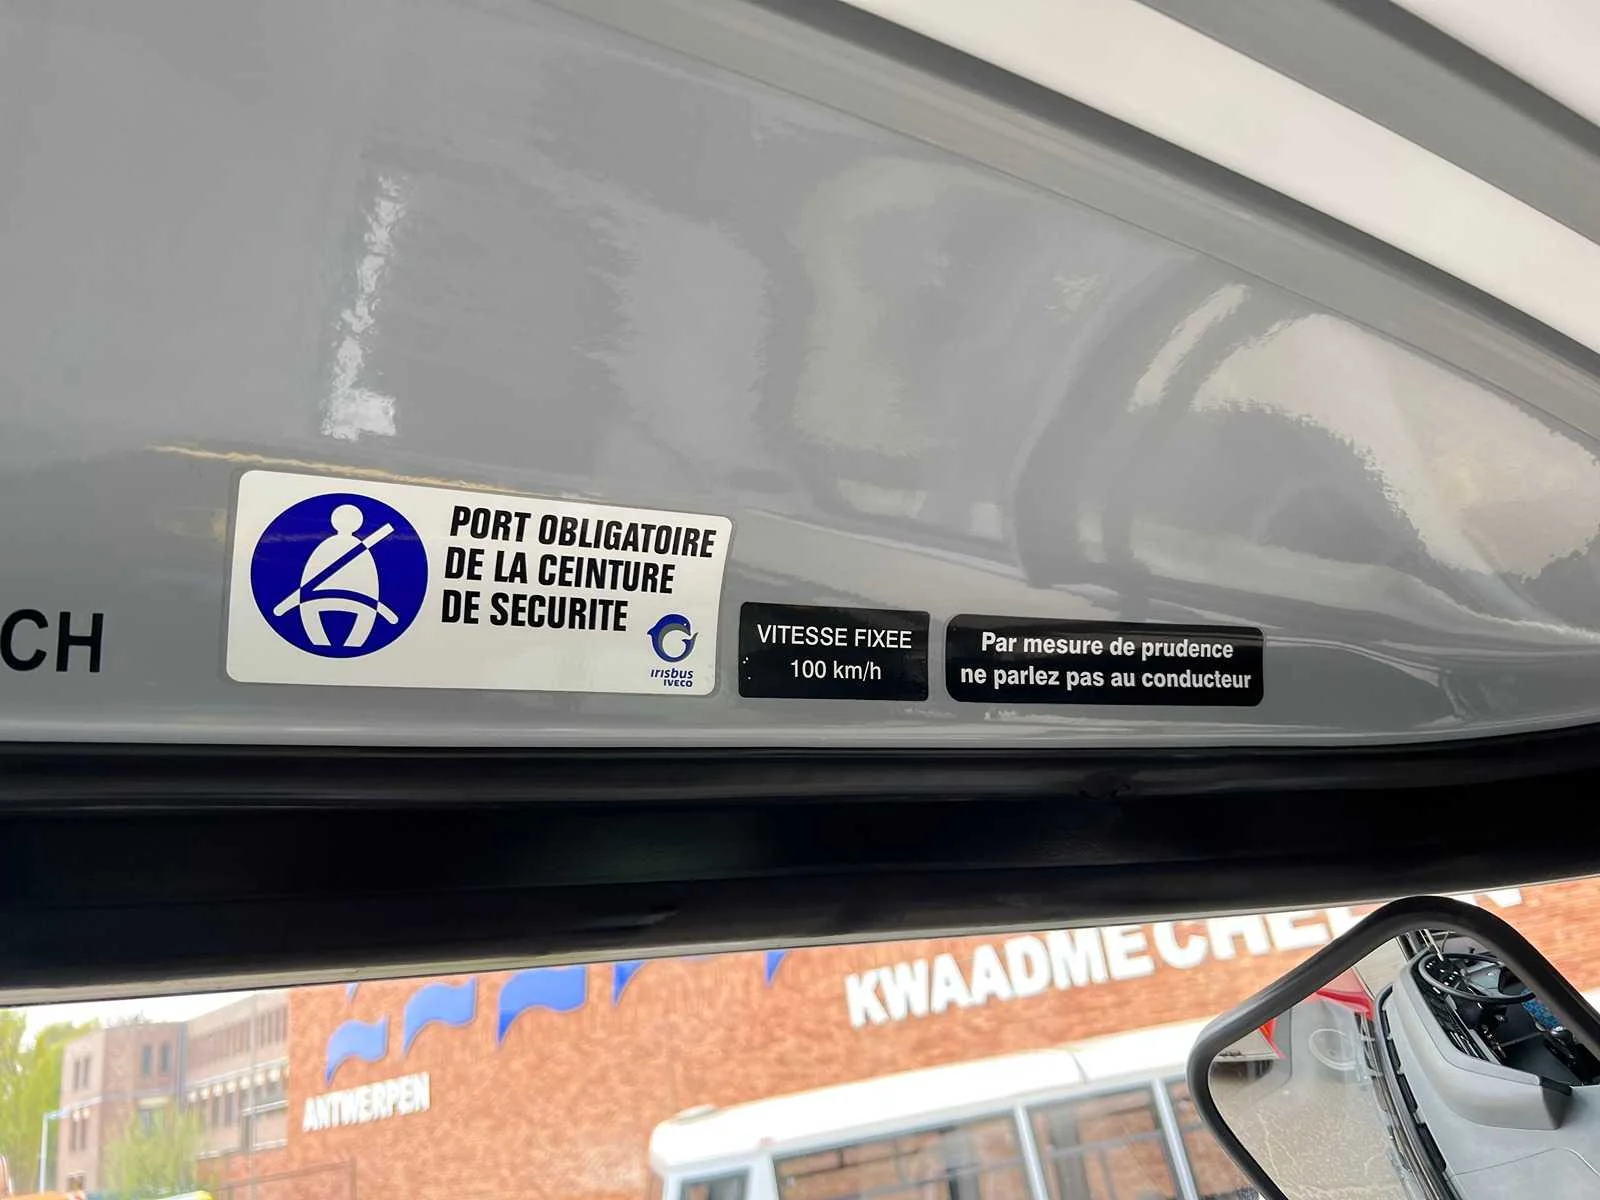 CH
PORT OBLIGATOIRE
DE LA CEINTURE
DE SECURITE
irisbus
IVECO
VITESSE FIXEE
100 km/h
Par mesure de prudence
ne parlez pas au conducteur
KWAADMECHELEN
ANTWERPEN